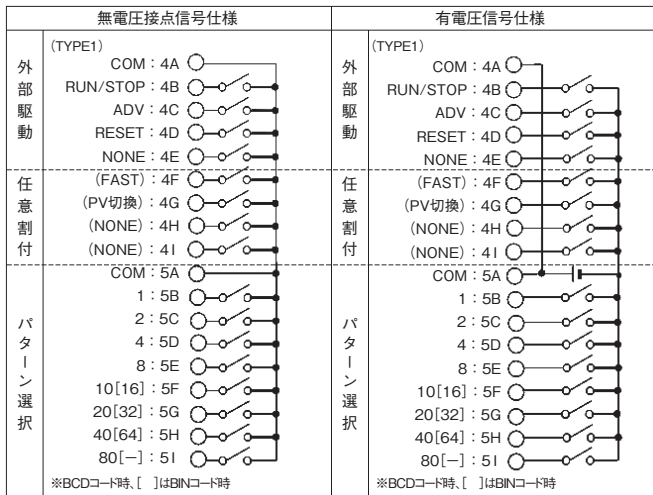 無電圧接点信号仕様
外部駆動
(TYPE1)
COM：4A
RUN/STOP：4B
ADV：4C
RESET：4D
NONE：4E
任意割付
(FAST)：4F
(PV切換)：4G
(NONE)：4H
(NONE)：4I
パターン選択
COM：5A
1：5B
2：5C
4：5D
8：5E
10[16]：5F
20[32]：5G
40[64]：5H
80[－]：5I
※BCDコード時、[　]はBINコード時
有電圧信号仕様
外部駆動
(TYPE1)
COM：4A
RUN/STOP：4B
ADV：4C
RESET：4D
NONE：4E
任意割付
(FAST)：4F
(PV切換)：4G
(NONE)：4H
(NONE)：4I
パターン選択
COM：5A
1：5B
2：5C
4：5D
8：5E
10[16]：5F
20[32]：5G
40[64]：5H
80[－]：5I
※BCDコード時、[　]はBINコード時